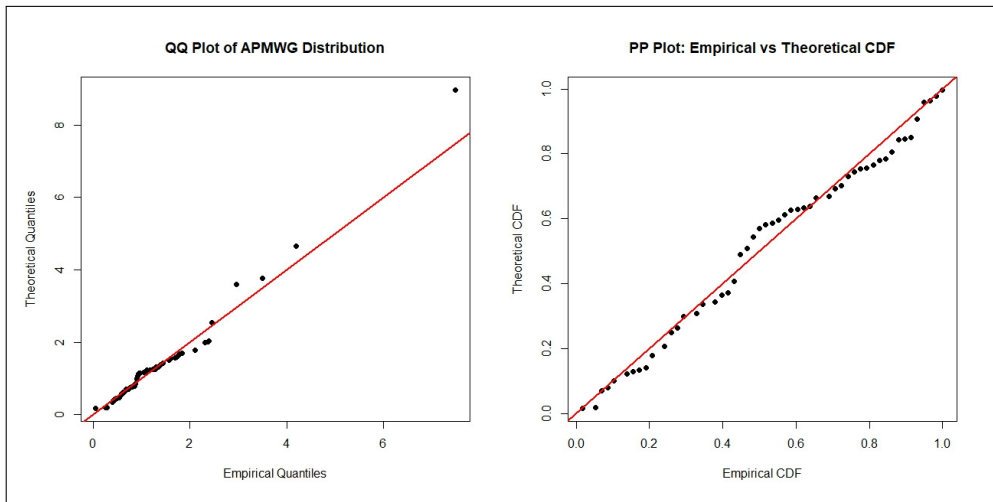 QQ Plot of APMWG Distribution
Theoretical Quantiles
8
6
4
2
0
0 2 4 6
Empirical Quantiles
PP Plot: Empirical vs Theoretical CDF
Theoretical CDF
1.0
0.8
0.6
0.4
0.2
0.0
0.0 0.2 0.4 0.6 0.8 1.0
Empirical CDF